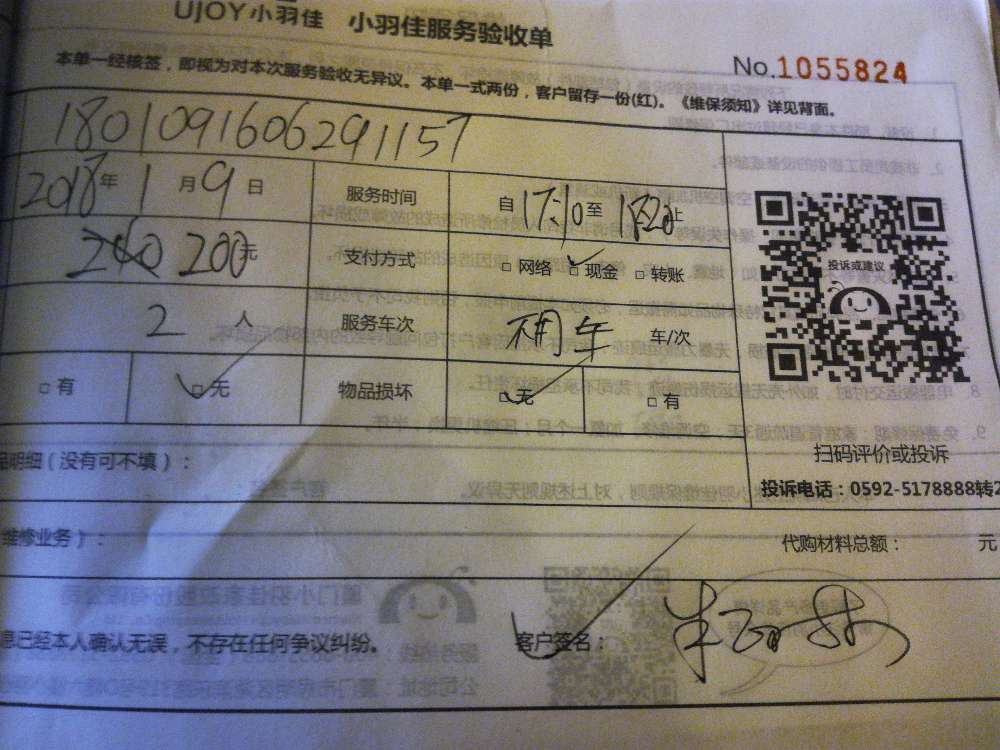 UJOY小羽佳 小羽佳服务验收单
No.1055824
本单一经核签，即视为对本次服务验收无异议。本单一式两份，客户留存一份(红)。《维保须知》详见背面。
1801091606291157
2018年1月9日 服务时间 自17:10至18:20止
240 200元 支付方式 □网络 □现金 □转账
2人 服务车次 不用车 车/次
□有 □无 物品损坏 □无 □有
投诉或建议
扫码评价或投诉
投诉电话：0592-5178888转2
品明细（没有可不填）：
维修业务）： 代购材料总额： 元
息已经本人确认无误，不存在任何争议纠纷。 客户签名：